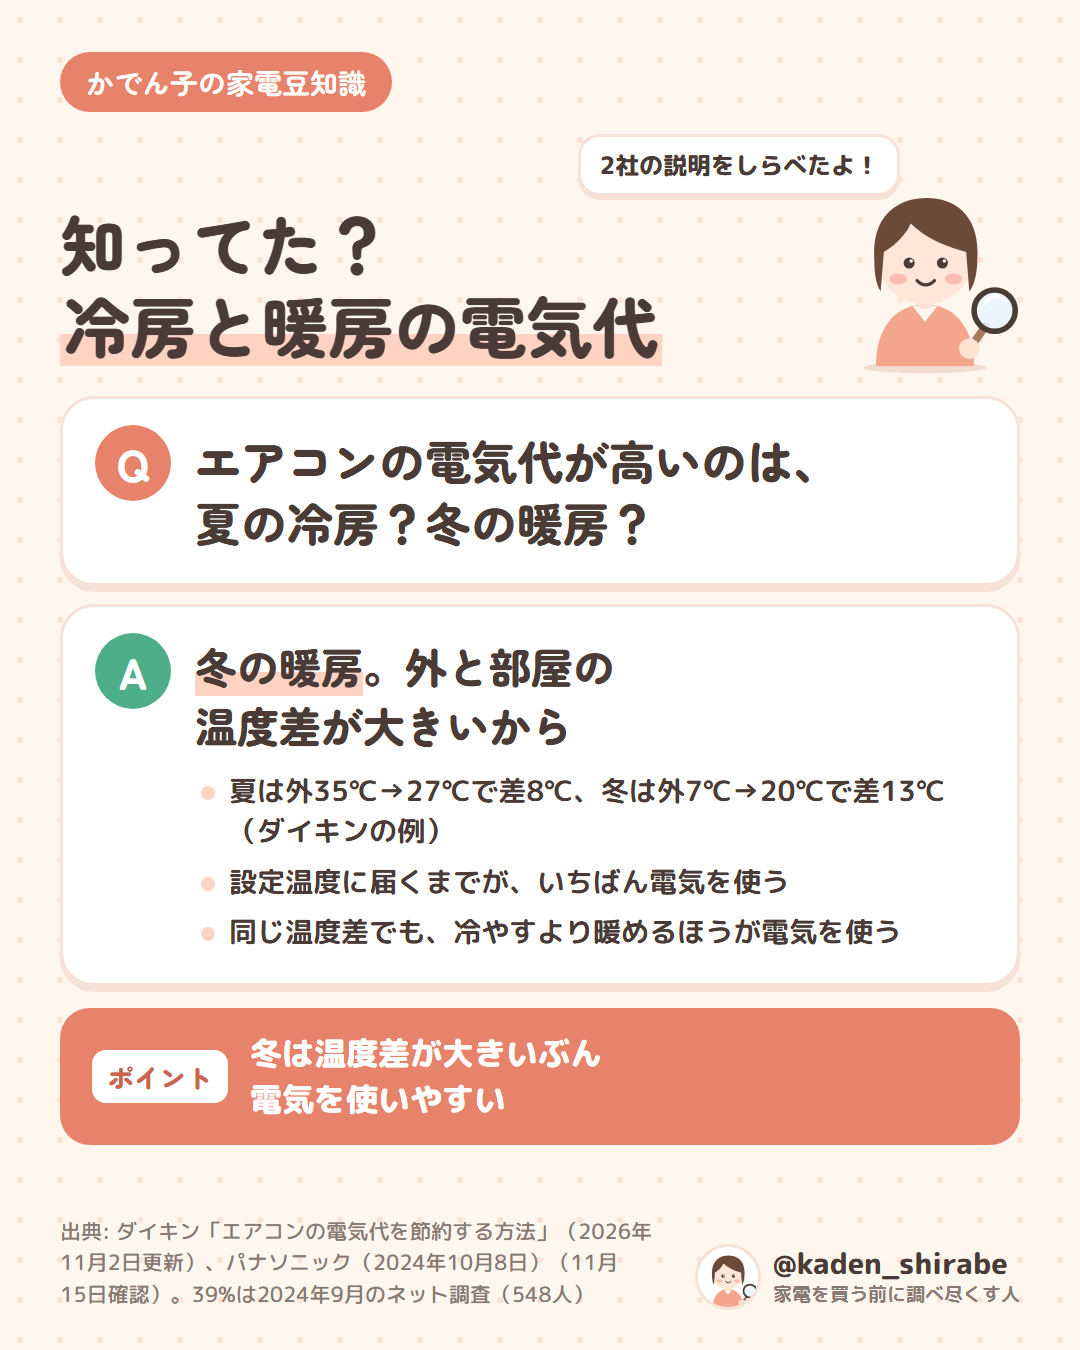 かでん子の家電豆知識
2社の説明をしらべたよ！
知ってた？
冷房と暖房の電気代
Q
エアコンの電気代が高いのは、
夏の冷房？冬の暖房？
A
冬の暖房。外と部屋の
温度差が大きいから
夏は外35℃→27℃で差8℃、冬は外7℃→20℃で差13℃
（ダイキンの例）
設定温度に届くまでが、いちばん電気を使う
同じ温度差でも、冷やすより暖めるほうが電気を使う
ポイント
冬は温度差が大きいぶん
電気を使いやすい
出典: ダイキン「エアコンの電気代を節約する方法」（2026年
11月2日更新）、パナソニック（2024年10月8日）（11月
15日確認）。39%は2024年9月のネット調査（548人）
@kaden_shirabe
家電を買う前に調べ尽くす人